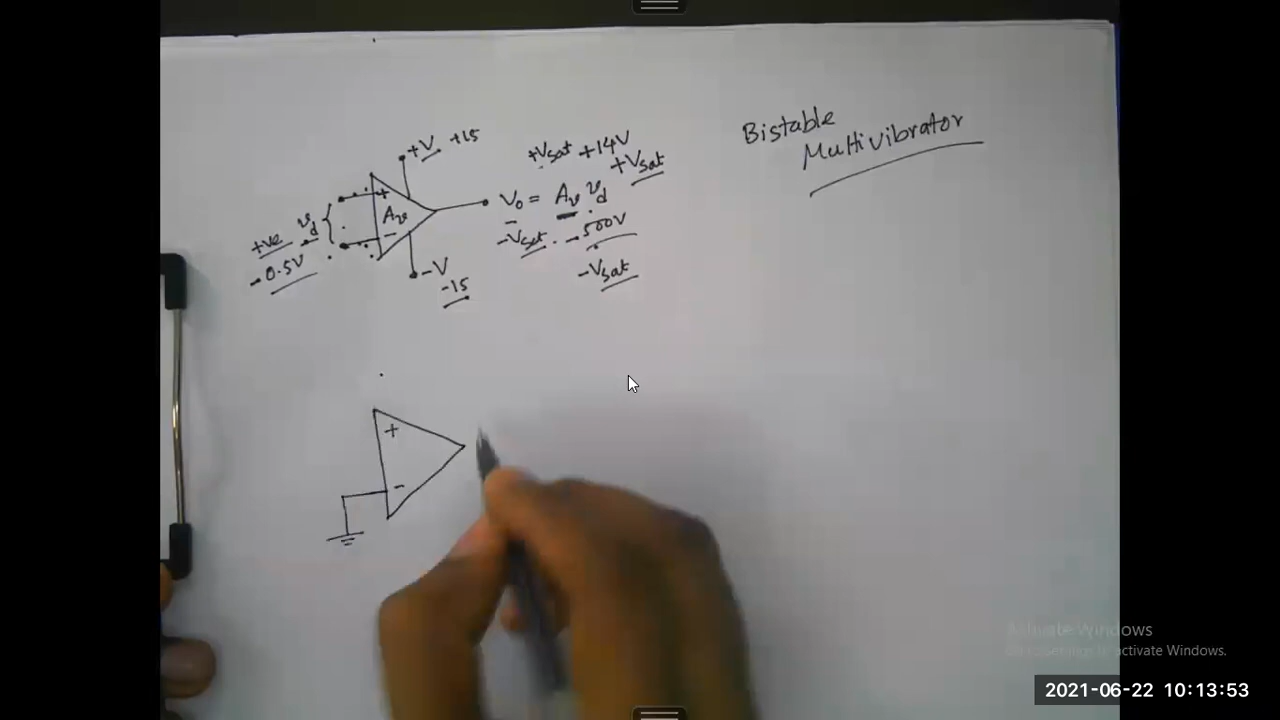 Bistable
Multivibrator
+V +15
+Vsat +14V
+Vsat
+
Av
Vo = Av vd
+ve vd
- 0.5V
-
-Vsat - 500V
-V
-15
-Vsat
+
-
Activate Windows
Go to Settings to activate Windows.
2021-06-22 10:13:53